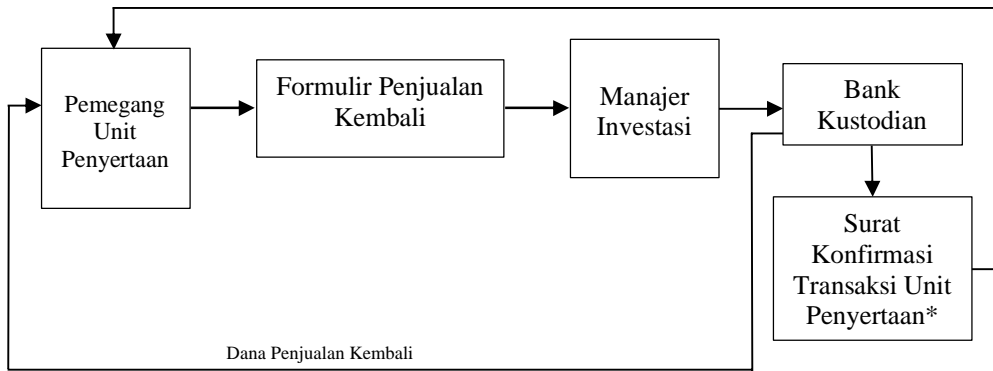 Pemegang
Unit
Penyertaan
Formulir Penjualan
Kembali
Manajer
Investasi
Bank
Kustodian
Surat
Konfirmasi
Transaksi Unit
Penyertaan*
Dana Penjualan Kembali